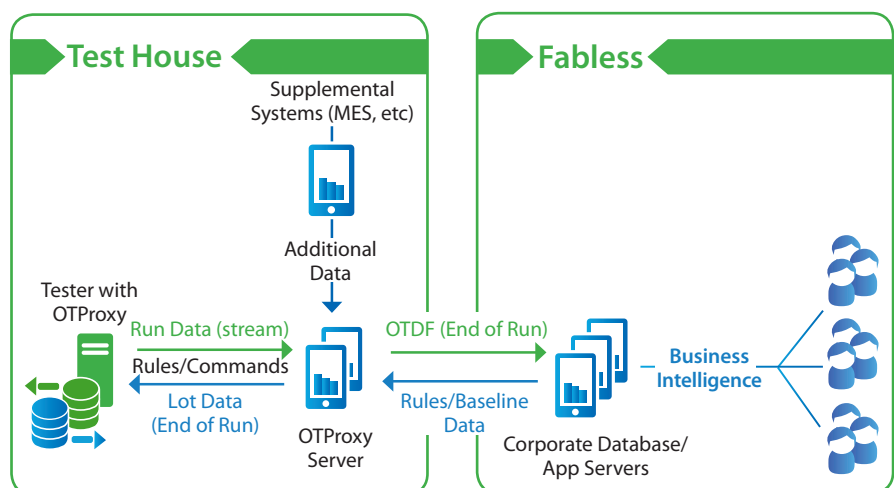 Test House
Fabless
Supplemental
Systems (MES, etc)
Additional
Data
Tester with
OTProxy
Run Data (stream)
Rules/Commands
Lot Data
(End of Run)
OTProxy
Server
OTDF (End of Run)
Rules/Baseline
Data
Corporate Database/
App Servers
Business
Intelligence